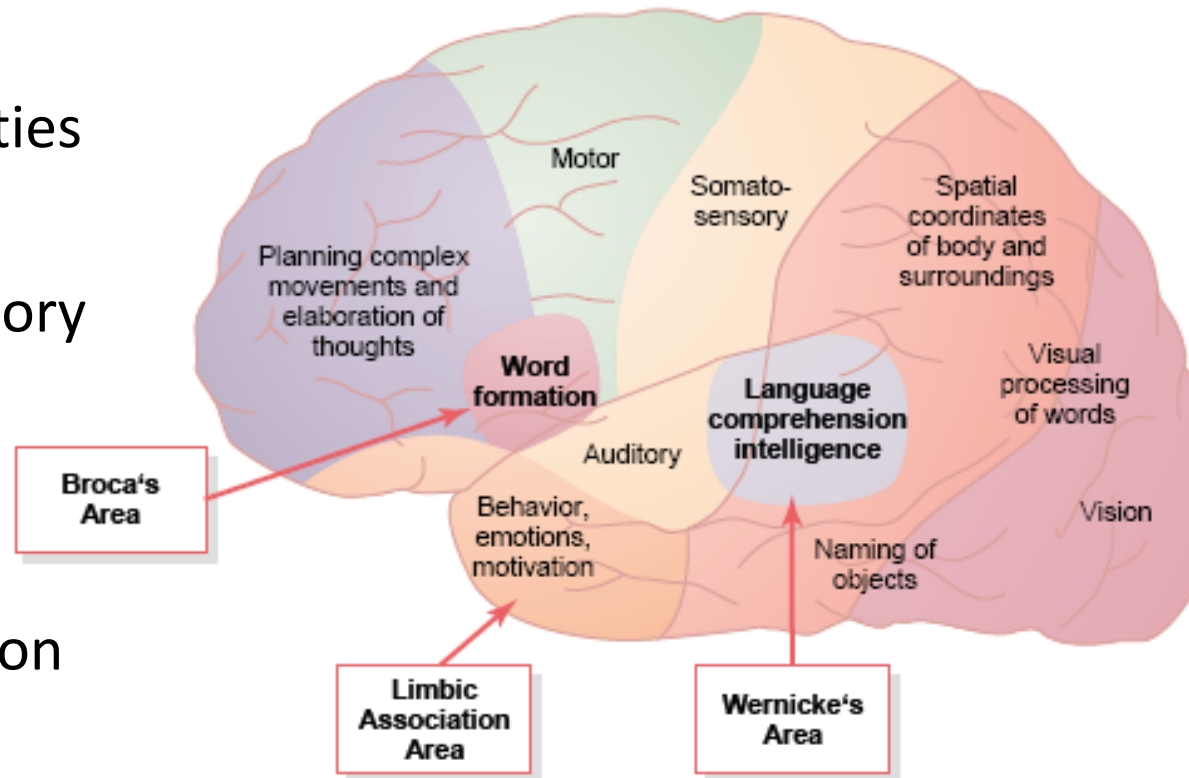 ties
ory
on
Motor
Somato-
sensory
Spatial
coordinates
of body and
surroundings
Planning complex
movements and
elaboration of
thoughts
Word
formation
Visual
processing
of words
Language
comprehension
intelligence
Auditory
Broca‘s
Area
Behavior,
emotions,
motivation
Vision
Naming of
objects
Limbic
Association
Area
Wernicke‘s
Area